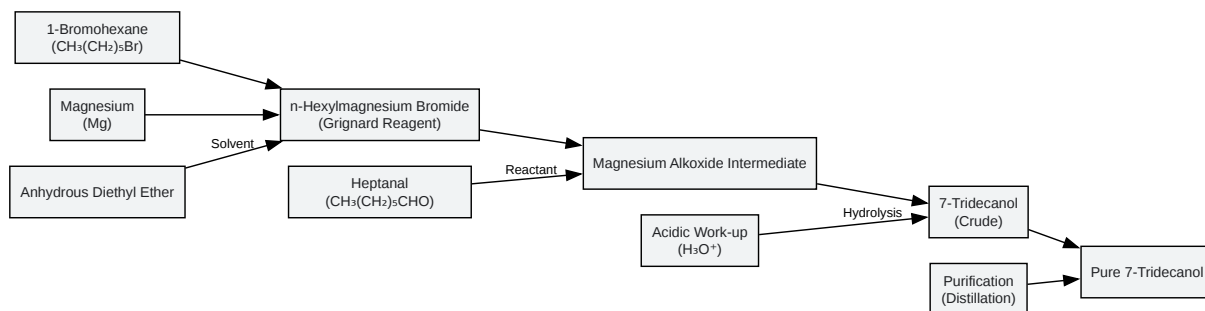 1-Bromohexane
(CH₃(CH₂)₅Br)
Magnesium
(Mg)
Anhydrous Diethyl Ether
Solvent
n-Hexylmagnesium Bromide
(Grignard Reagent)
Heptanal
(CH₃(CH₂)₅CHO)
Reactant
Magnesium Alkoxide Intermediate
Acidic Work-up
(H₃O⁺)
Hydrolysis
7-Tridecanol
(Crude)
Purification
(Distillation)
Pure 7-Tridecanol